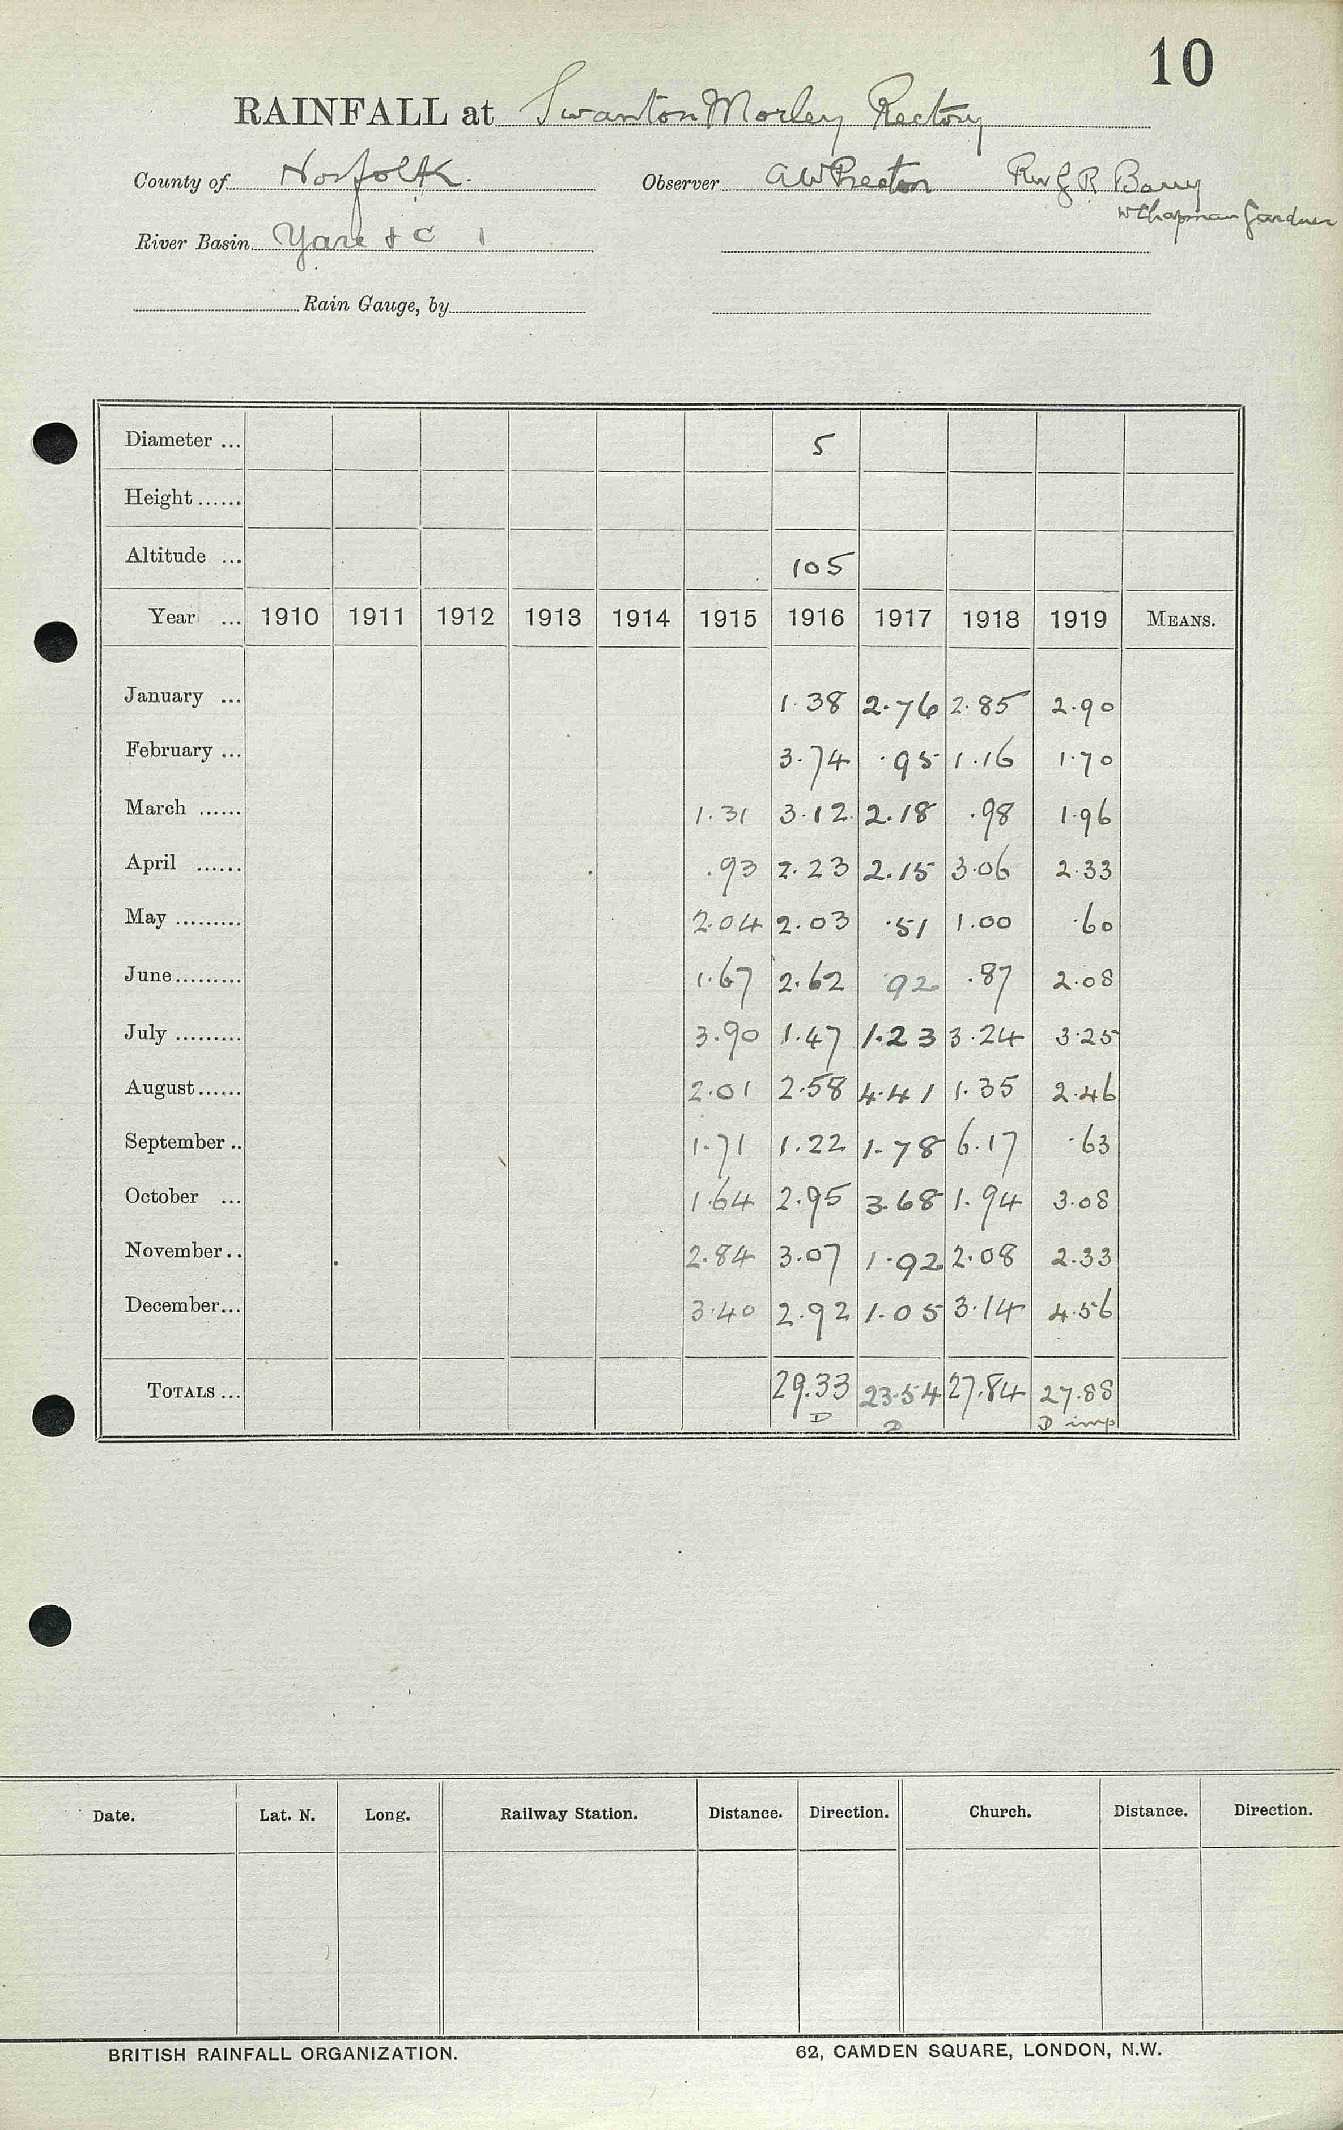 10
RAINFALL at Swanton Morley Rectory
County of Norfolk. Observer AW Preston Rev G R Barry
W Chapman Gardner
River Basin Yare & C 1
Rain Gauge, by
Diameter ... 5
Height ......
Altitude ... 105
Year ... 1910 1911 1912 1913 1914 1915 1916 1917 1918 1919 MEANS.
January ... 1.38 2.76 2.85 2.90
February ... 3.74 .95 1.16 1.70
March ...... 1.31 3.12 2.18 .98 1.96
April ...... .93 2.23 2.15 3.06 2.33
May ......... 2.04 2.03 .51 1.00 .60
June ......... 1.67 2.62 92 .87 2.08
July ......... 3.90 1.47 1.23 3.24 3.25
August ...... 2.01 2.58 4.41 1.35 2.46
September .. 1.71 1.22 1.78 6.17 .63
October ... 1.64 2.95 3.68 1.94 3.08
November .. 2.84 3.07 1.92 2.08 2.33
December ... 3.40 2.92 1.05 3.14 4.56
TOTALS ... 29.33 23.54 27.84 27.88
D D D imp
Date. Lat. N. Long. Railway Station. Distance. Direction. Church. Distance. Direction.
BRITISH RAINFALL ORGANIZATION. 62, CAMDEN SQUARE, LONDON, N.W.